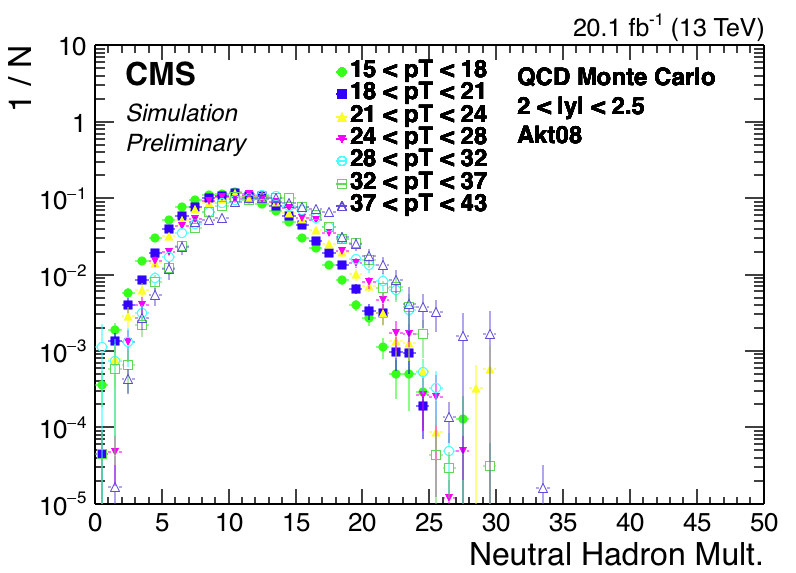 20.1 fb⁻¹ (13 TeV)
1 / N
CMS
Simulation
Preliminary
15 < pT < 18
18 < pT < 21
21 < pT < 24
24 < pT < 28
28 < pT < 32
32 < pT < 37
37 < pT < 43
QCD Monte Carlo
2 < lyl < 2.5
Akt08
10
1
10⁻¹
10⁻²
10⁻³
10⁻⁴
10⁻⁵
0 5 10 15 20 25 30 35 40 45 50
Neutral Hadron Mult.